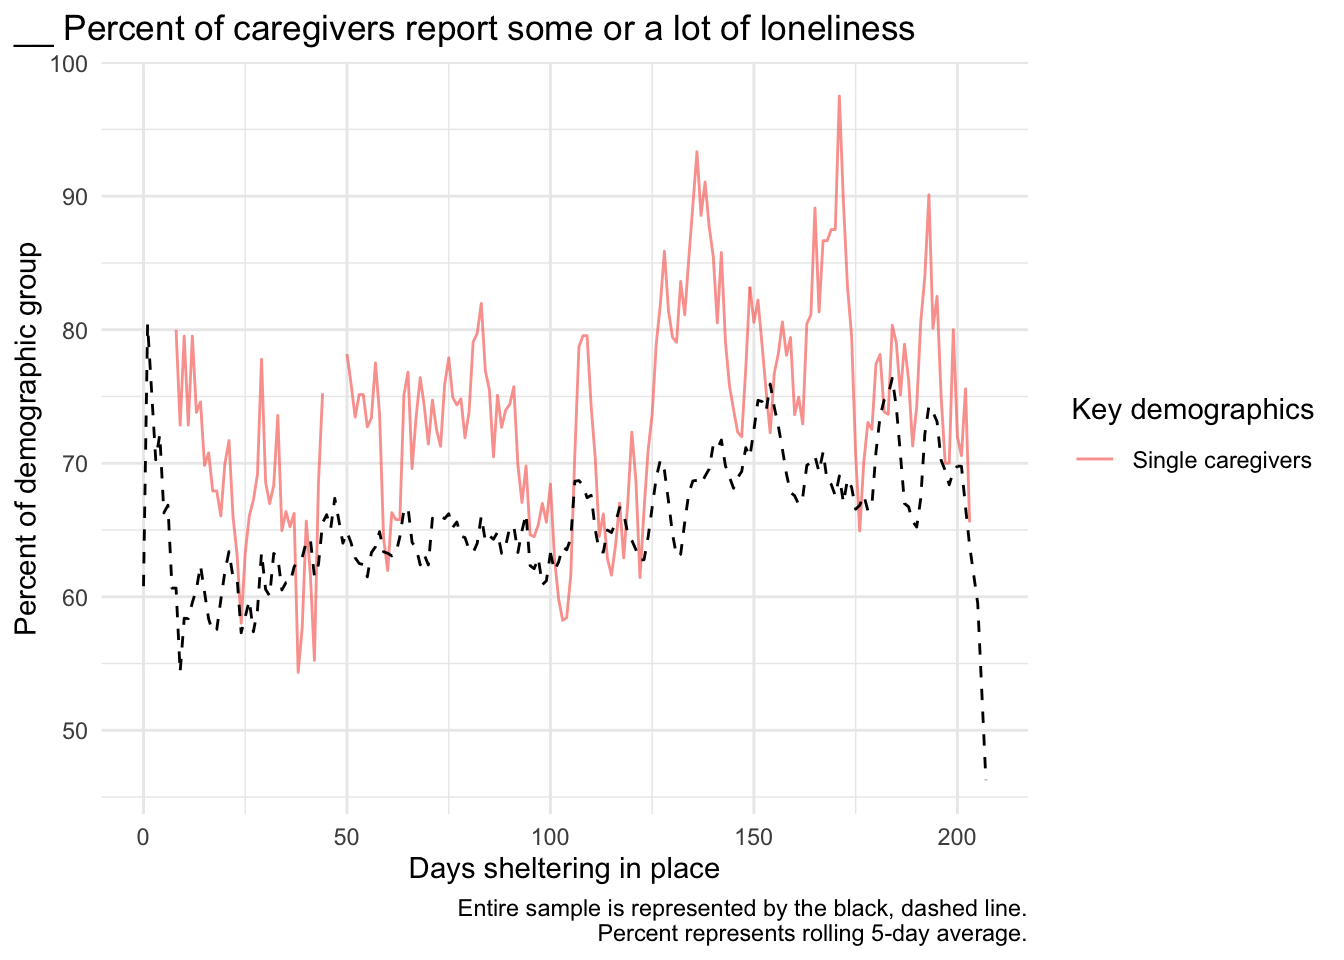 __ Percent of caregivers report some or a lot of loneliness
100
90
80
70
60
50
Percent of demographic group
0 50 100 150 200
Days sheltering in place
Key demographics
Single caregivers
Entire sample is represented by the black, dashed line.
Percent represents rolling 5-day average.